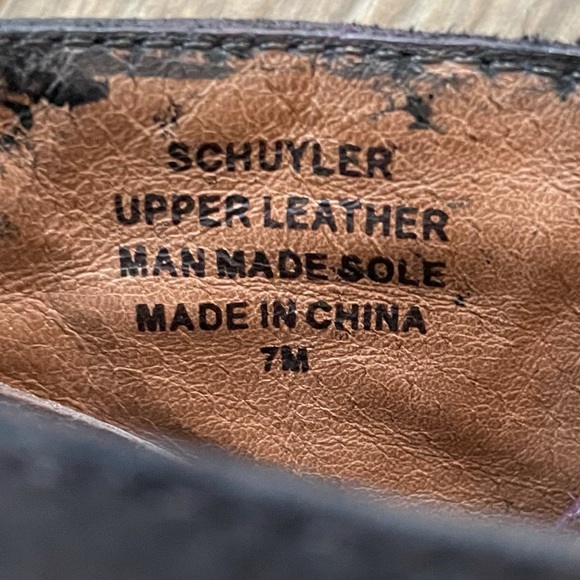 SCHUYLER
UPPER LEATHER
MAN MADE SOLE
MADE IN CHINA
7M